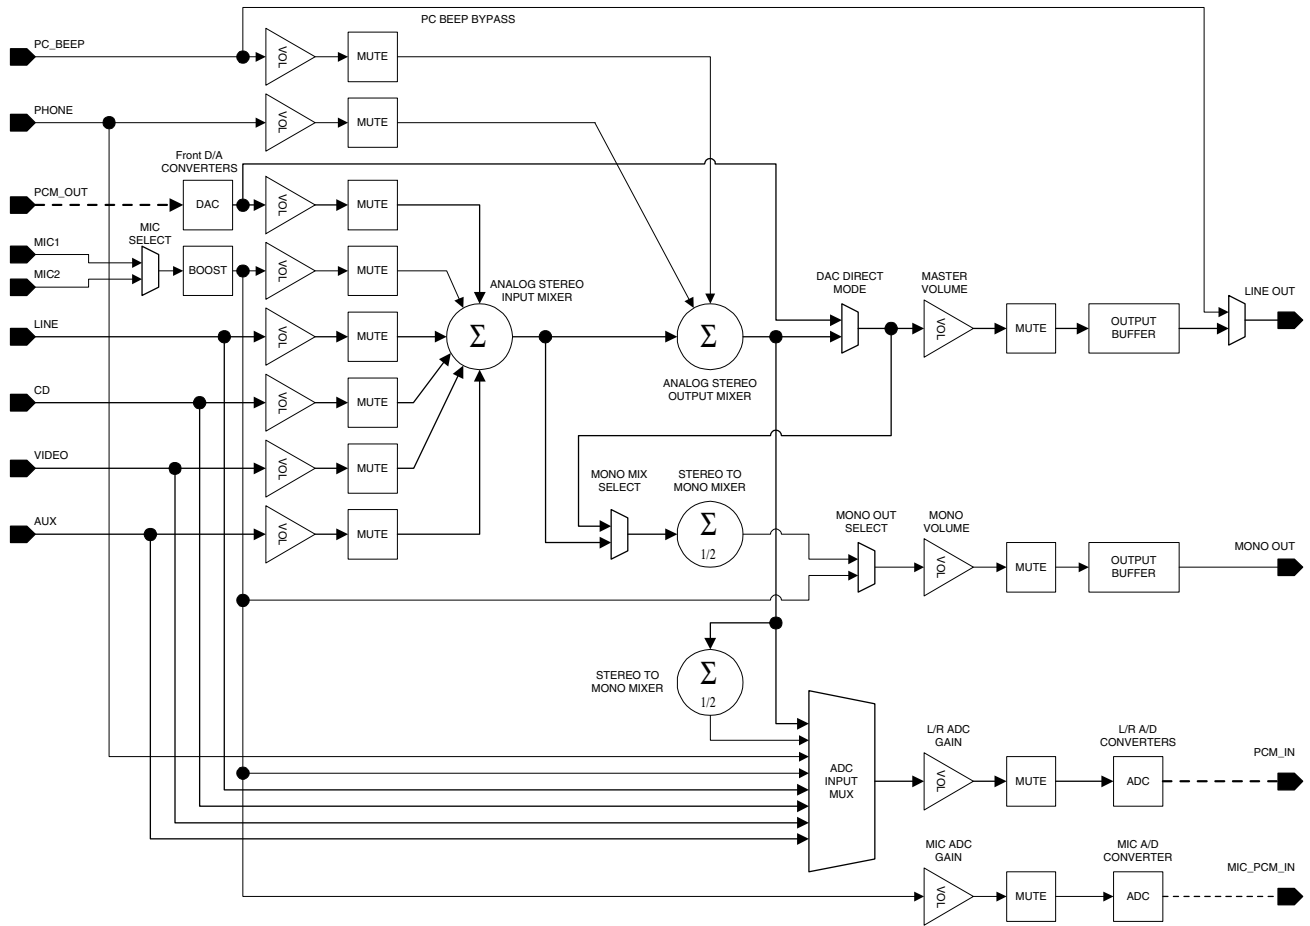 PC BEEP BYPASS
PC_BEEP
VOL
MUTE
PHONE
VOL
MUTE
Front D/A
CONVERTERS
PCM_OUT
DAC
VOL
MUTE
MIC
SELECT
MIC1
MIC2
BOOST
VOL
MUTE
ANALOG STEREO
INPUT MIXER
DAC DIRECT
MODE
MASTER
VOLUME
LINE OUT
LINE
VOL
MUTE
Σ
Σ
VOL
MUTE
OUTPUT
BUFFER
ANALOG STEREO
OUTPUT MIXER
CD
VOL
MUTE
VIDEO
VOL
MUTE
MONO MIX
SELECT
STEREO TO
MONO MIXER
AUX
VOL
MUTE
Σ
1/2
MONO OUT
SELECT
MONO
VOLUME
MONO OUT
VOL
MUTE
OUTPUT
BUFFER
STEREO TO
MONO MIXER
Σ
1/2
ADC
INPUT
MUX
L/R ADC
GAIN
L/R A/D
CONVERTERS
PCM_IN
VOL
MUTE
ADC
MIC ADC
GAIN
MIC A/D
CONVERTER
MIC_PCM_IN
VOL
MUTE
ADC